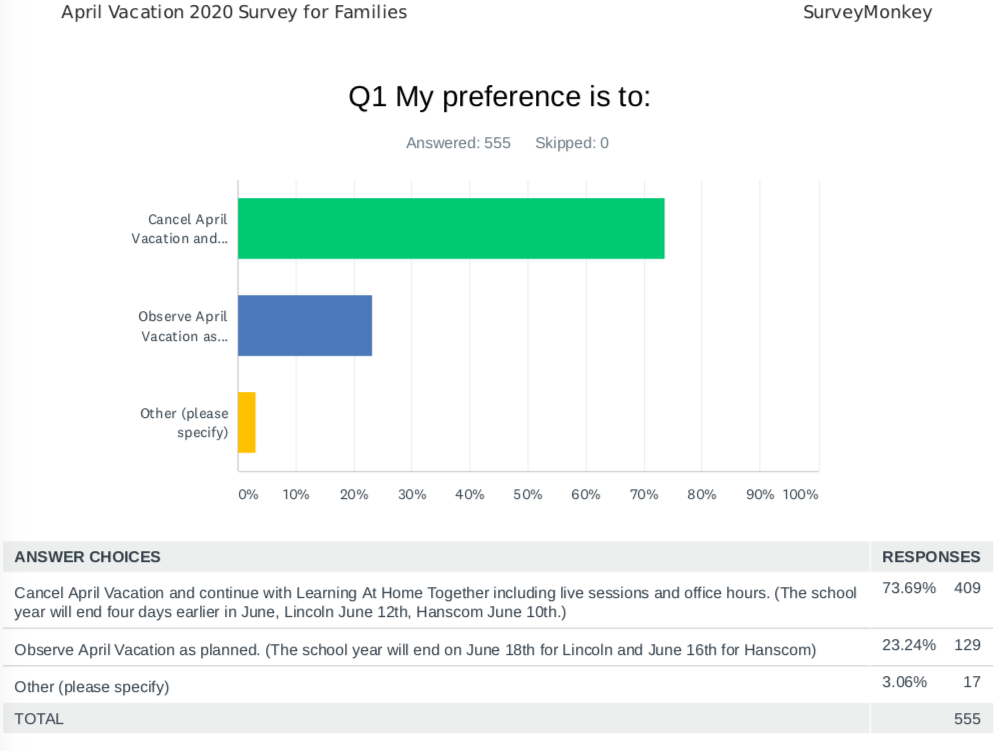 April Vacation 2020 Survey for Families SurveyMonkey
Q1 My preference is to:
Answered: 555 Skipped: 0
Cancel April
Vacation and...
Observe April
Vacation as...
Other (please
specify)
0% 10% 20% 30% 40% 50% 60% 70% 80% 90% 100%
ANSWER CHOICES RESPONSES
Cancel April Vacation and continue with Learning At Home Together including live sessions and office hours. (The school 73.69% 409
year will end four days earlier in June, Lincoln June 12th, Hanscom June 10th.)
Observe April Vacation as planned. (The school year will end on June 18th for Lincoln and June 16th for Hanscom) 23.24% 129
Other (please specify) 3.06% 17
TOTAL 555